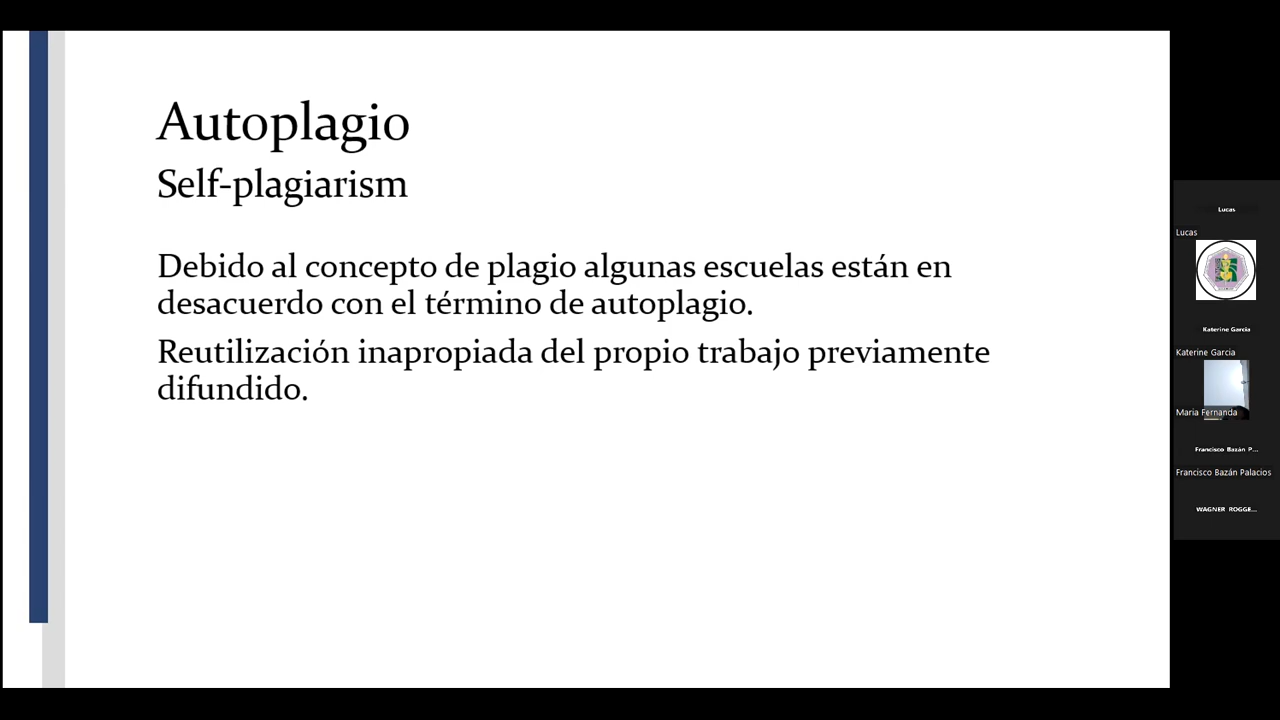 Autoplagio
Self-plagiarism
Debido al concepto de plagio algunas escuelas están en
desacuerdo con el término de autoplagio.
Reutilización inapropiada del propio trabajo previamente
difundido.
Lucas
Lucas
Katerine Garcia
Katerine Garcia
Maria Fernanda
Francisco Bazán P...
Francisco Bazán Palacios
WAGNER ROGGE...